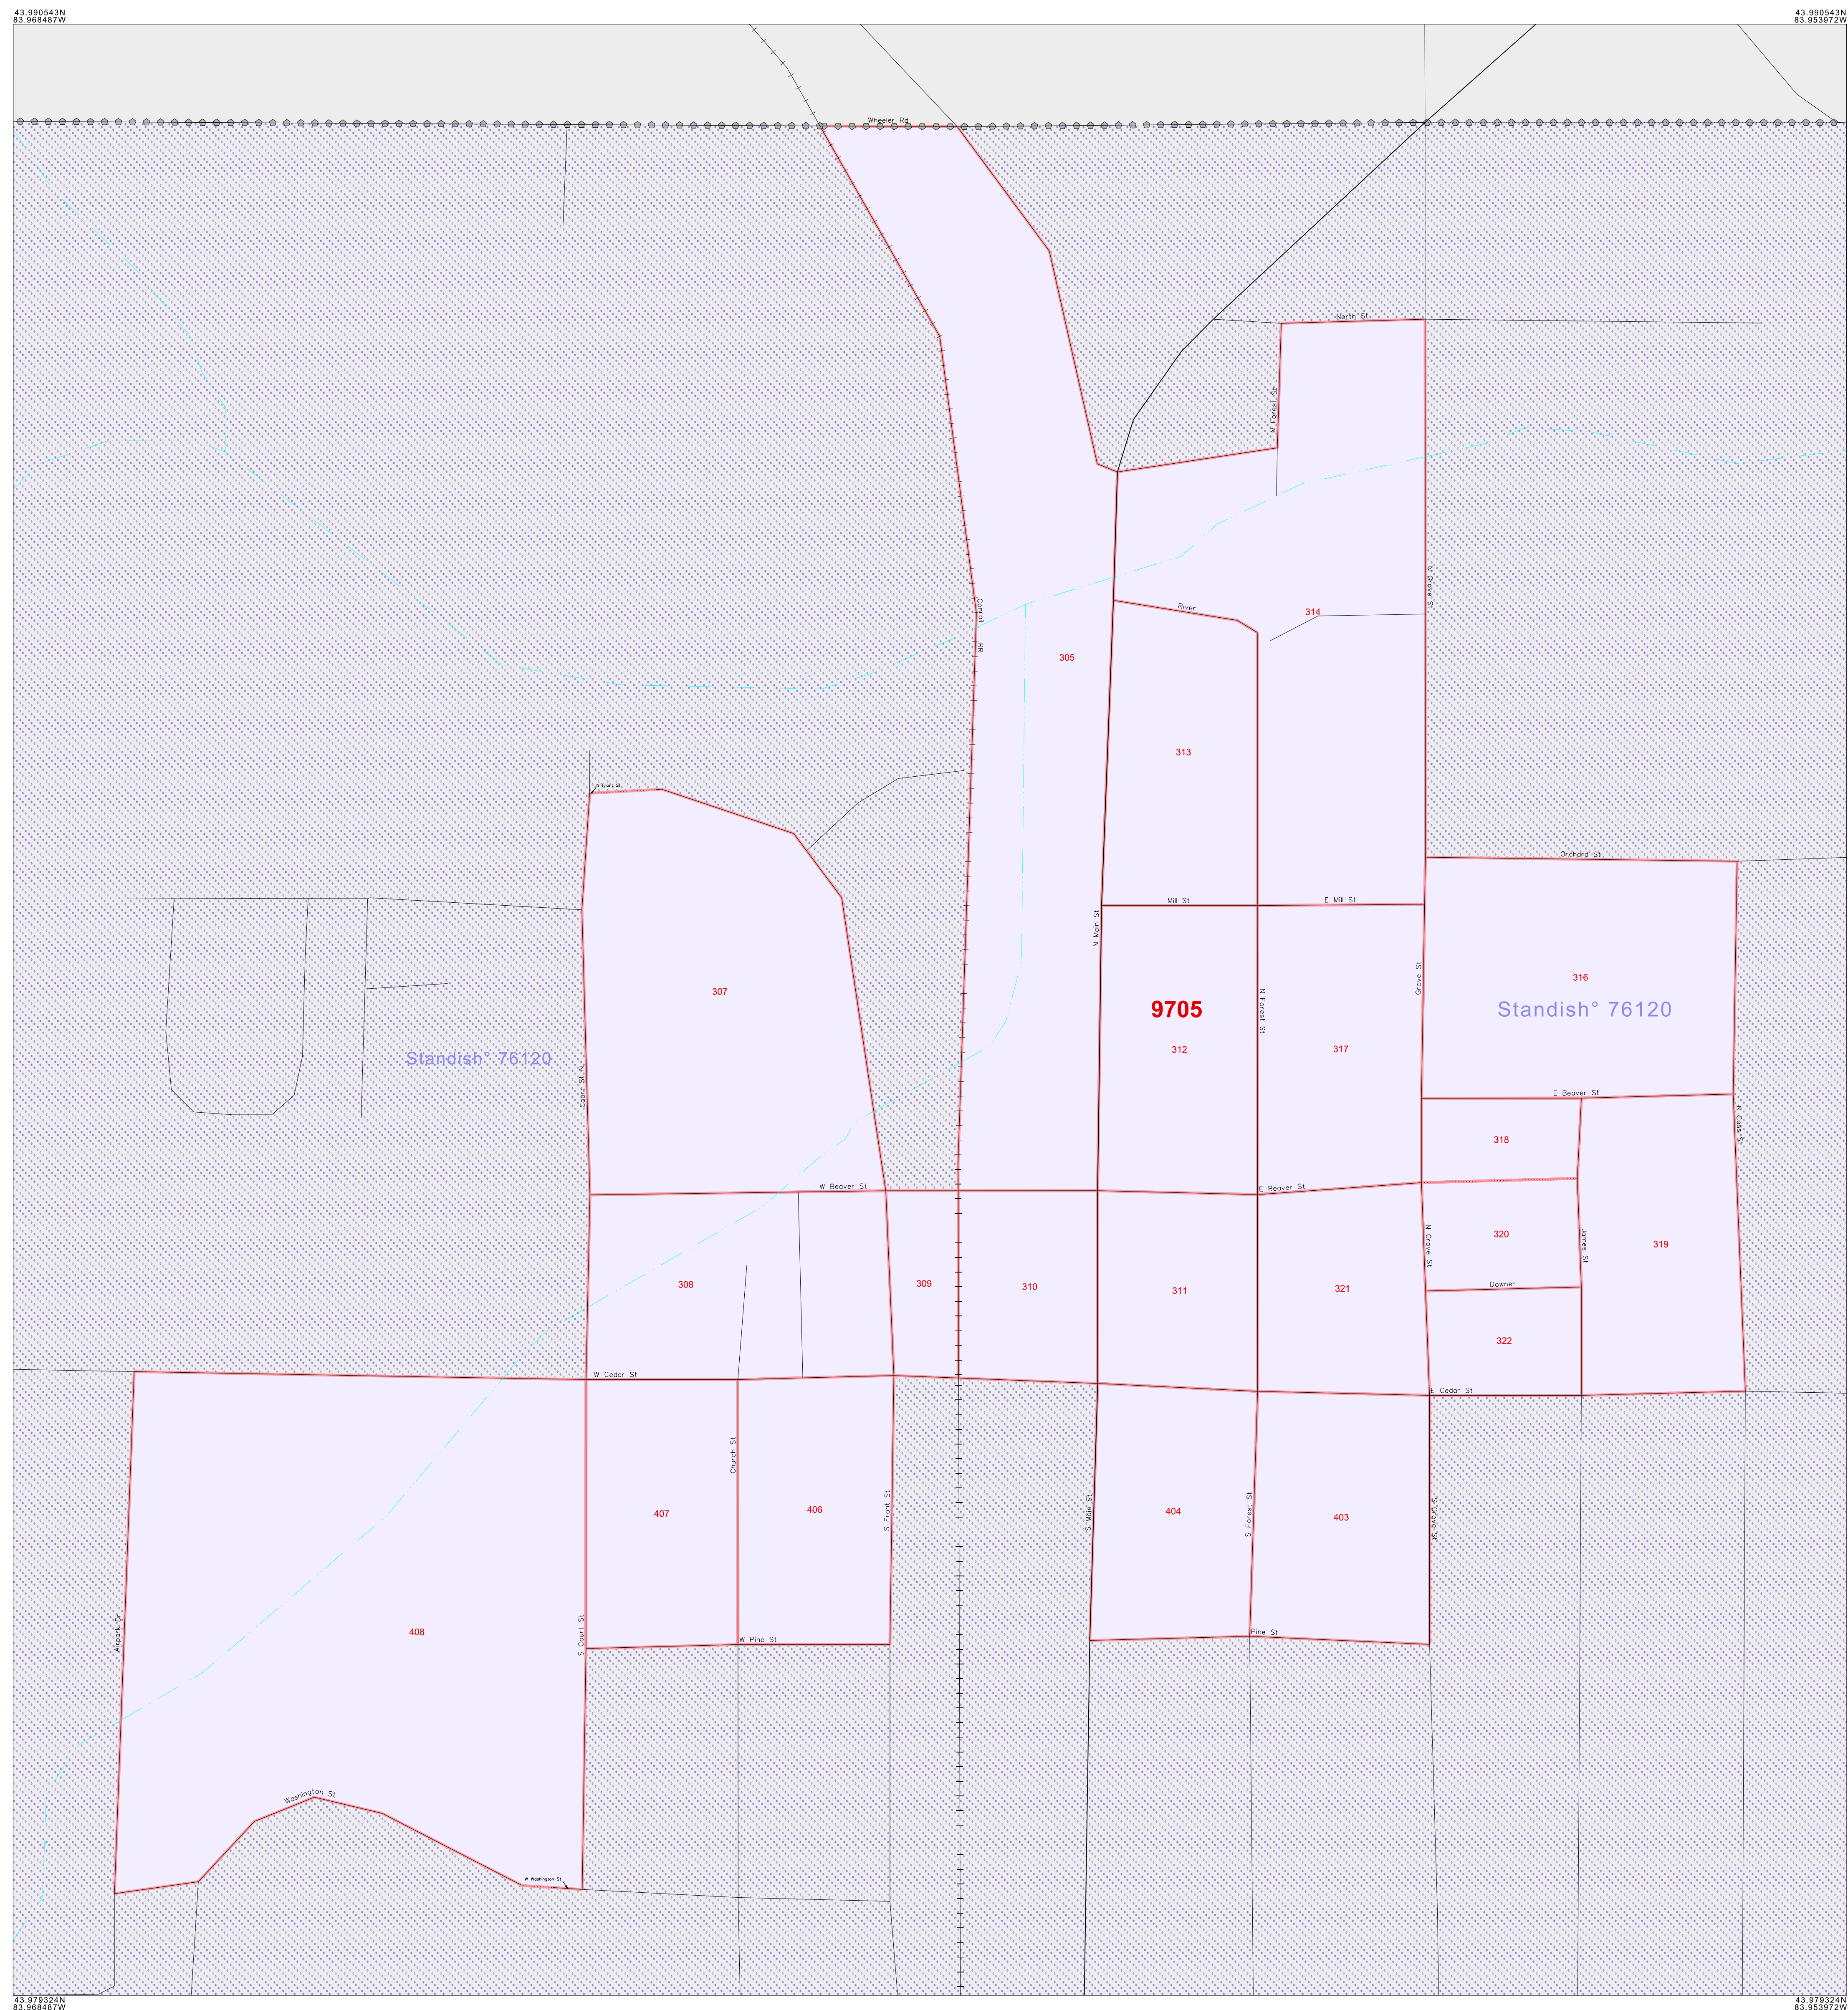 43.990543N
83.968487W
43.990543N
83.953972W
Wheeler Rd
North St
N Forest St
N Grove St
River
314
Conrail RR
305
313
N Front St
Orchard St
Mill St
E Mill St
N Main St
Grove St
316
307
9705
Standish° 76120
N Forest St
312
317
Standish° 76120
Court St N
E Beaver St
N Cass St
318
W Beaver St
E Beaver St
N Grove St
320
James St
319
308
309
310
311
321
Downer
322
W Cedar St
E Cedar St
Church St
S Front St
S Main St
S Forest St
S Grove St
407
406
404
403
Airpark Dr
408
S Court St
W Pine St
Pine St
Washington St
W Washington St
43.979324N
83.968487W
43.979324N
83.953972W